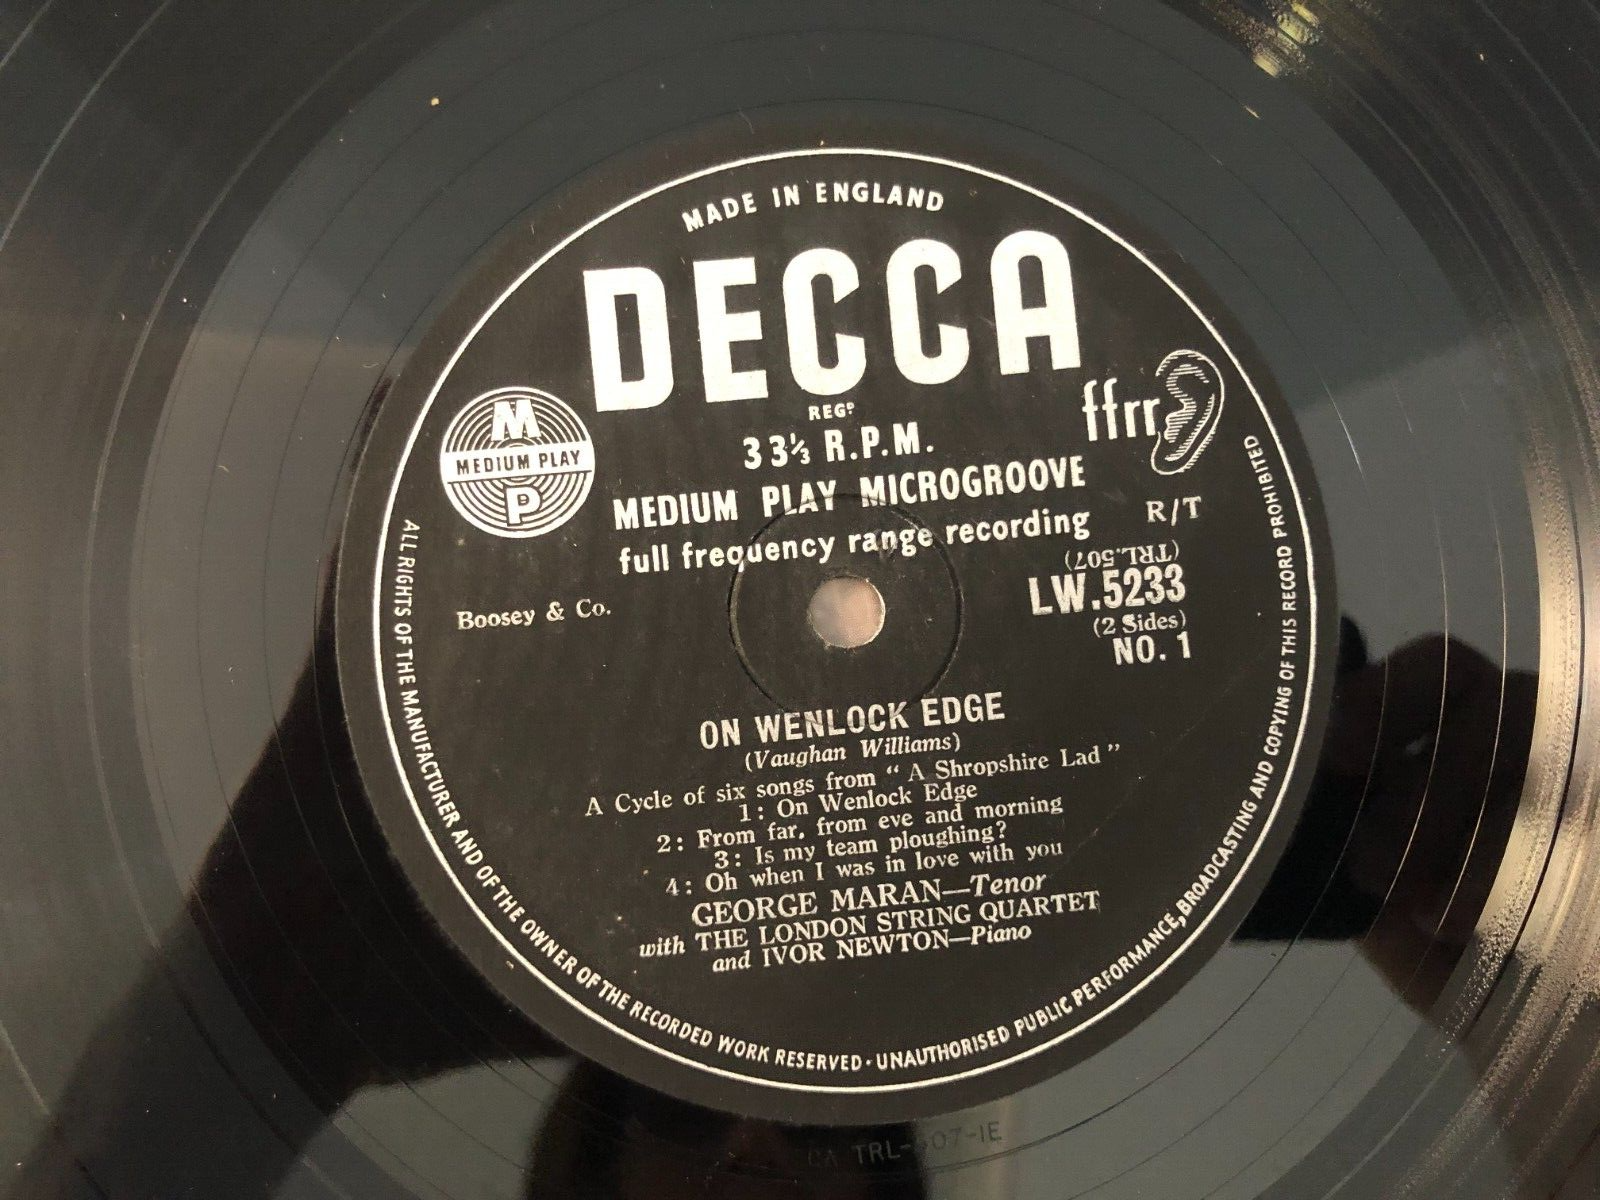 MADE IN ENGLAND
DECCA
REGD
33⅓ R.P.M.
ffrr
M
MEDIUM PLAY
P
MEDIUM PLAY MICROGROOVE
full frequency range recording
R/T
(TRL.507)
LW.5233
(2 Sides)
NO. 1
Boosey & Co.
ON WENLOCK EDGE
(Vaughan Williams)
A Cycle of six songs from “ A Shropshire Lad ”
1: On Wenlock Edge
2: From far, from eve and morning
3: Is my team ploughing?
4: Oh when I was in love with you
GEORGE MARAN—Tenor
with THE LONDON STRING QUARTET
and IVOR NEWTON—Piano
ALL RIGHTS OF THE MANUFACTURER AND OF THE OWNER OF THE RECORDED WORK RESERVED · UNAUTHORISED PUBLIC PERFORMANCE, BROADCASTING AND COPYING OF THIS RECORD PROHIBITED
TRL-507-1E